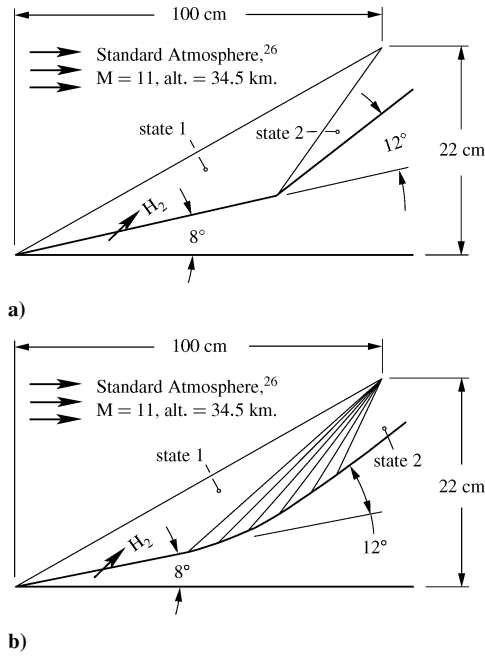 100 cm
Standard Atmosphere,²⁶
M = 11, alt. = 34.5 km.
state 1
state 2
12°
22 cm
H₂
8°
a)
100 cm
Standard Atmosphere,²⁶
M = 11, alt. = 34.5 km.
state 1
state 2
22 cm
H₂
12°
8°
b)